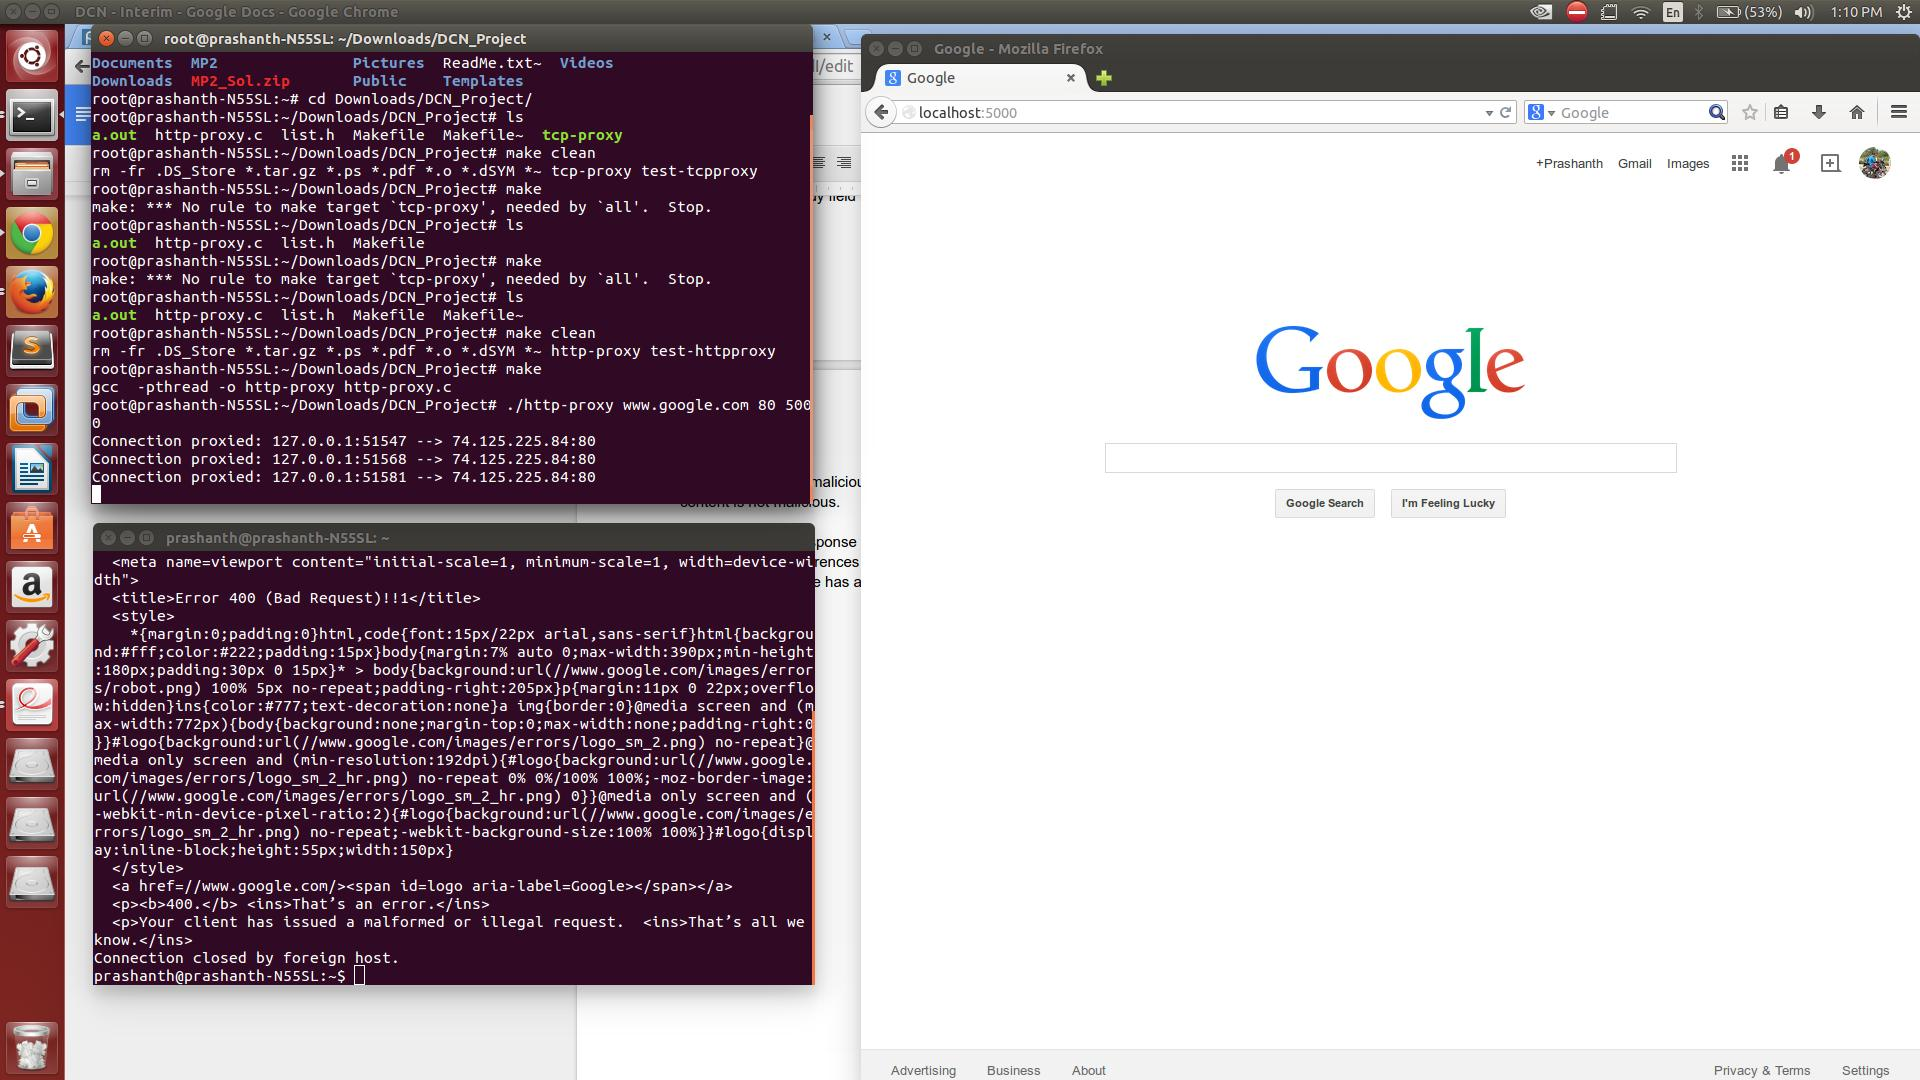 DCN - Interim - Google Docs - Google Chrome
En
(53%)
1:10 PM
root@prashanth-N55SL: ~/Downloads/DCN_Project
Documents  MP2               Pictures  ReadMe.txt~  Videos
Downloads  MP2_Sol.zip       Public    Templates
root@prashanth-N55SL:~# cd Downloads/DCN_Project/
root@prashanth-N55SL:~/Downloads/DCN_Project# ls
a.out  http-proxy.c  list.h  Makefile  Makefile~  tcp-proxy
root@prashanth-N55SL:~/Downloads/DCN_Project# make clean
rm -fr .DS_Store *.tar.gz *.ps *.pdf *.o *.dSYM *~ tcp-proxy test-tcpproxy
root@prashanth-N55SL:~/Downloads/DCN_Project# make
make: *** No rule to make target `tcp-proxy', needed by `all'.  Stop.
root@prashanth-N55SL:~/Downloads/DCN_Project# ls
a.out  http-proxy.c  list.h  Makefile
root@prashanth-N55SL:~/Downloads/DCN_Project# make
make: *** No rule to make target `tcp-proxy', needed by `all'.  Stop.
root@prashanth-N55SL:~/Downloads/DCN_Project# ls
a.out  http-proxy.c  list.h  Makefile  Makefile~
root@prashanth-N55SL:~/Downloads/DCN_Project# make clean
rm -fr .DS_Store *.tar.gz *.ps *.pdf *.o *.dSYM *~ http-proxy test-httpproxy
root@prashanth-N55SL:~/Downloads/DCN_Project# make
gcc  -pthread -o http-proxy http-proxy.c
root@prashanth-N55SL:~/Downloads/DCN_Project# ./http-proxy www.google.com 80 500
0
Connection proxied: 127.0.0.1:51547 --> 74.125.225.84:80
Connection proxied: 127.0.0.1:51568 --> 74.125.225.84:80
Connection proxied: 127.0.0.1:51581 --> 74.125.225.84:80
prashanth@prashanth-N55SL: ~
<meta name=viewport content="initial-scale=1, minimum-scale=1, width=device-wi
dth">
<title>Error 400 (Bad Request)!!1</title>
<style>
*{margin:0;padding:0}html,code{font:15px/22px arial,sans-serif}html{backgrou
nd:#fff;color:#222;padding:15px}body{margin:7% auto 0;max-width:390px;min-height
:180px;padding:30px 0 15px}* > body{background:url(//www.google.com/images/error
s/robot.png) 100% 5px no-repeat;padding-right:205px}p{margin:11px 0 22px;overflo
w:hidden}ins{color:#777;text-decoration:none}a img{border:0}@media screen and (m
ax-width:772px){body{background:none;margin-top:0;max-width:none;padding-right:0
}}#logo{background:url(//www.google.com/images/errors/logo_sm_2.png) no-repeat}@
media only screen and (min-resolution:192dpi){#logo{background:url(//www.google.
com/images/errors/logo_sm_2_hr.png) no-repeat 0% 0%/100% 100%;-moz-border-image:
url(//www.google.com/images/errors/logo_sm_2_hr.png) 0}}@media only screen and (
-webkit-min-device-pixel-ratio:2){#logo{background:url(//www.google.com/images/e
rrors/logo_sm_2_hr.png) no-repeat;-webkit-background-size:100% 100%}}#logo{displ
ay:inline-block;height:55px;width:150px}
</style>
<a href=//www.google.com/><span id=logo aria-label=Google></span></a>
<p><b>400.</b> <ins>That’s an error.</ins>
<p>Your client has issued a malformed or illegal request.  <ins>That’s all we
know.</ins>
Connection closed by foreign host.
prashanth@prashanth-N55SL:~$
l/edit
field
content is not malicious.
e has a
Google - Mozilla Firefox
Google
localhost:5000
Google
+Prashanth
Gmail
Images
1
Google
Google Search
I'm Feeling Lucky
Advertising
Business
About
Privacy & Terms
Settings